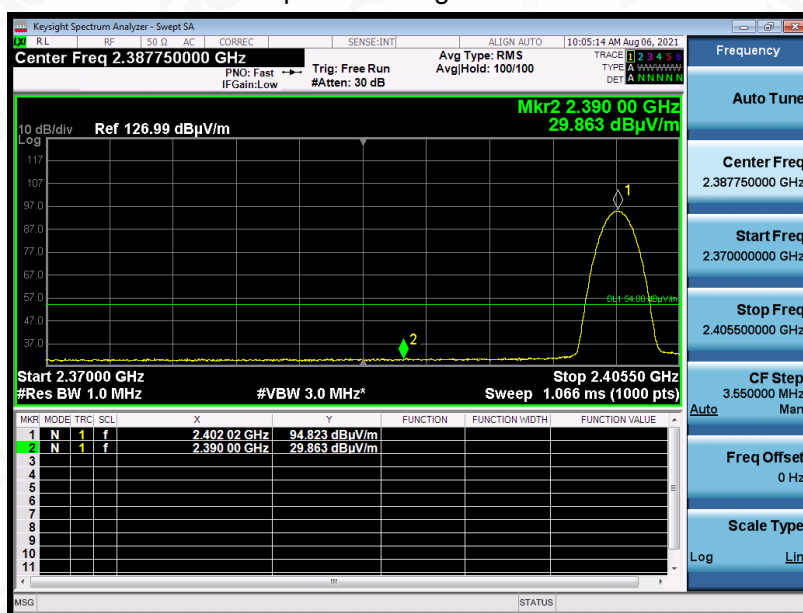 Keysight Spectrum Analyzer - Swept SA
LXI RL RF 50 Ω AC CORREC SENSE:INT ALIGN AUTO 10:05:14 AM Aug 06, 2021
Center Freq 2.387750000 GHz
PNO: Fast
IFGain:Low
Trig: Free Run
#Atten: 30 dB
Avg Type: RMS
Avg|Hold: 100/100
TRACE 1 2 3 4 5 6
TYPE A WWWWW
DET A N N N N N
Mkr2 2.390 00 GHz
29.863 dBµV/m
10 dB/div Ref 126.99 dBµV/m
Log
117
107
97.0
87.0
77.0
67.0
57.0
47.0
37.0
1
DL1 54.00 dBµV/m
2
Start 2.37000 GHz Stop 2.40550 GHz
#Res BW 1.0 MHz #VBW 3.0 MHz* Sweep 1.066 ms (1000 pts)
MKR MODE TRC SCL X Y FUNCTION FUNCTION WIDTH FUNCTION VALUE
1 N 1 f 2.402 02 GHz 94.823 dBµV/m
2 N 1 f 2.390 00 GHz 29.863 dBµV/m
3
4
5
6
7
8
9
10
11
MSG STATUS
Frequency
Auto Tune
Center Freq
2.387750000 GHz
Start Freq
2.370000000 GHz
Stop Freq
2.405500000 GHz
CF Step
3.550000 MHz
Auto Man
Freq Offset
0 Hz
Scale Type
Log Lin